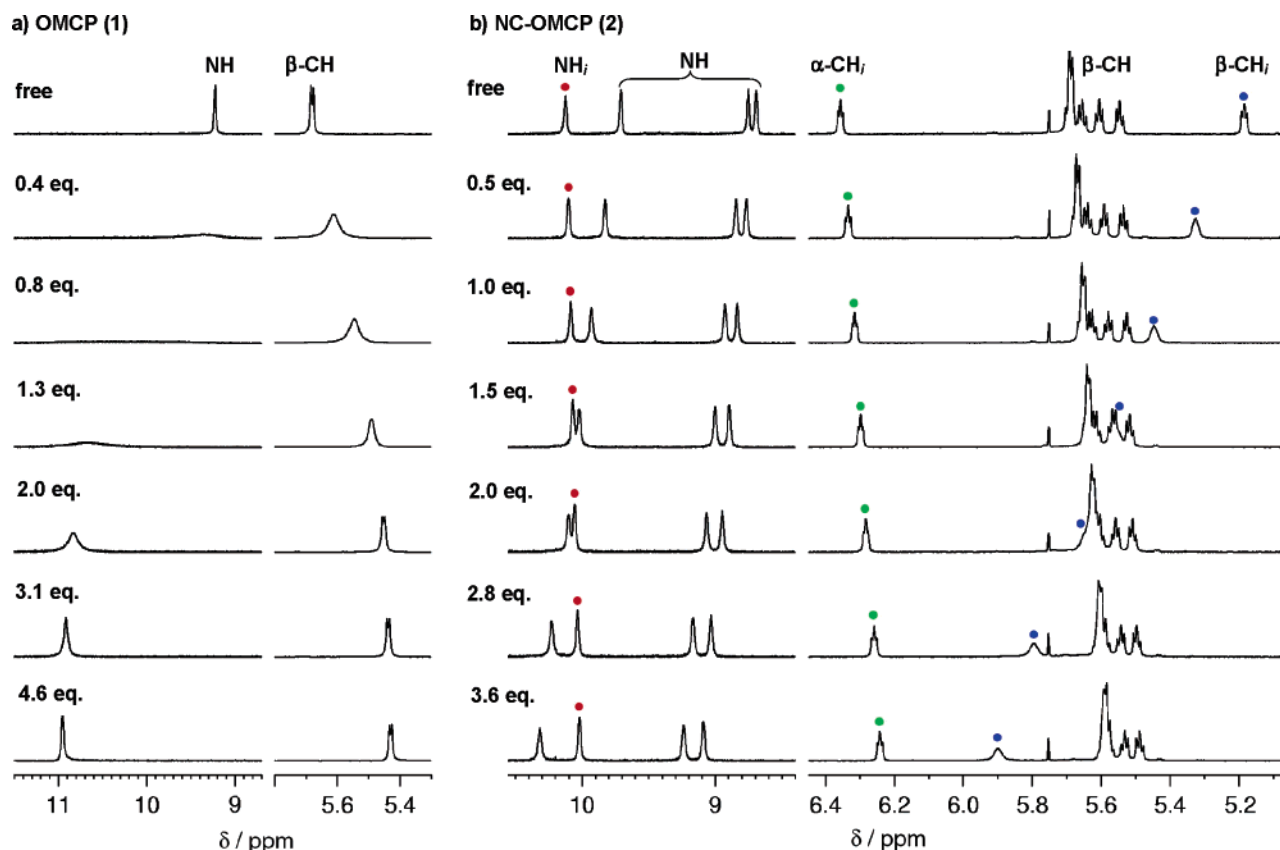 a) OMCP (1)
b) NC-OMCP (2)
NH
β-CH
NHi
NH
α-CHi
β-CH
β-CHi
free
free
0.4 eq.
0.5 eq.
0.8 eq.
1.0 eq.
1.3 eq.
1.5 eq.
2.0 eq.
2.0 eq.
3.1 eq.
2.8 eq.
4.6 eq.
3.6 eq.
11 10 9
5.6 5.4
10 9
6.4 6.2 6.0 5.8 5.6 5.4 5.2
δ / ppm
δ / ppm